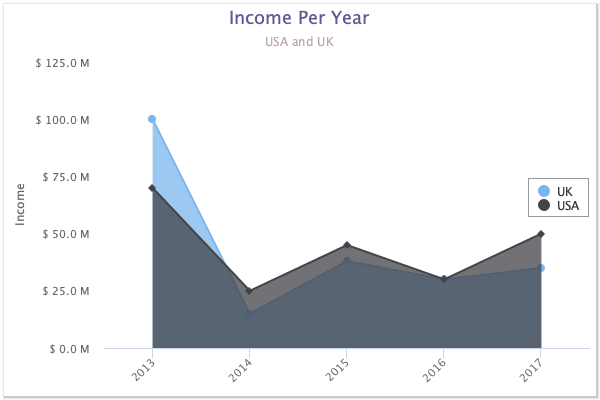 Income Per Year
USA and UK
$ 125.0 M
$ 100.0 M
$ 75.0 M
$ 50.0 M
$ 25.0 M
$ 0.0 M
Income
UK
USA
2013
2014
2015
2016
2017